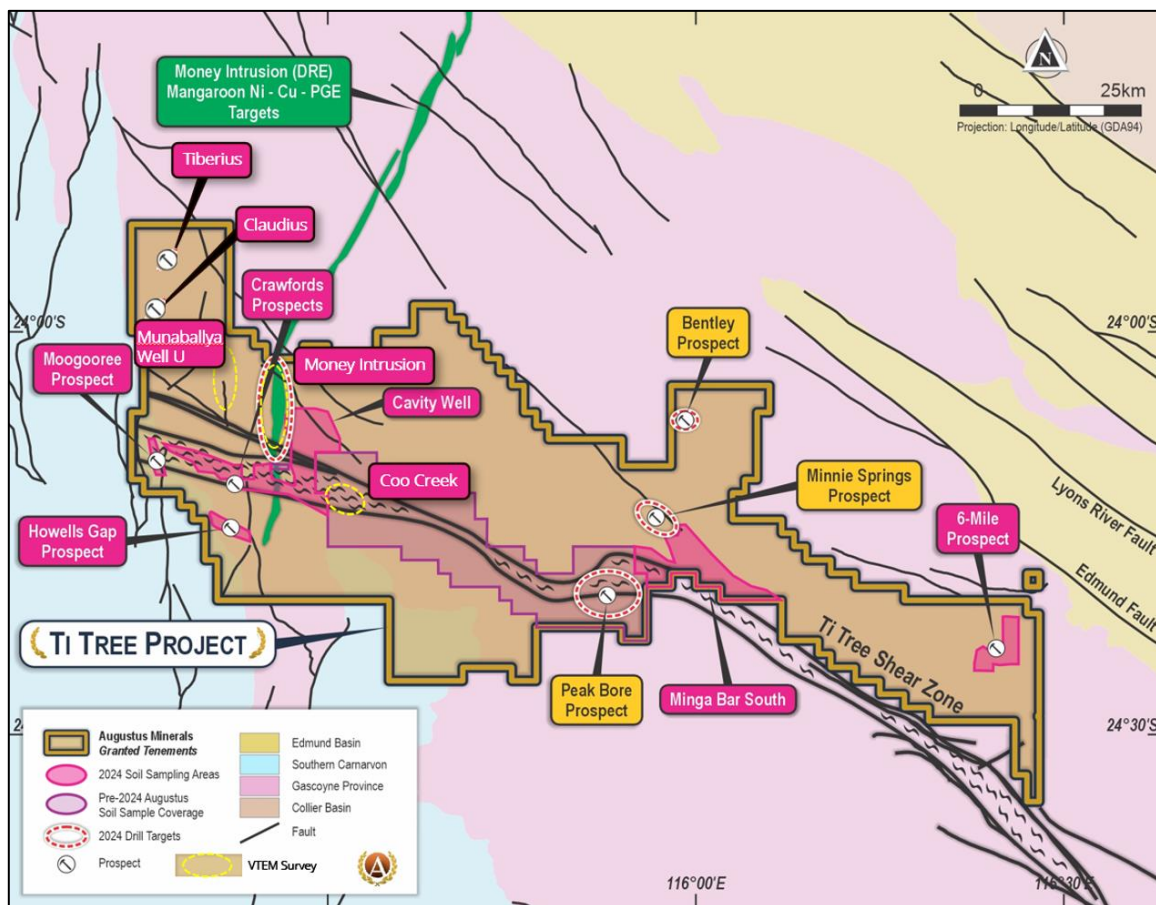 Money Intrusion (DRE)
Mangaroon Ni - Cu - PGE
Targets
N
0
25km
Projection: Longitude/Latitude (GDA94)
Tiberius
Claudius
Crawfords
Prospects
24°00'S
24°00'S
Munaballya
Well U
Moogooree
Prospect
Money Intrusion
Cavity Well
Bentley
Prospect
Coo Creek
Minnie Springs
Prospect
Howells Gap
Prospect
6-Mile
Prospect
Lyons River Fault
Edmund Fault
TI TREE PROJECT
Ti Tree Shear Zone
Peak Bore
Prospect
Minga Bar South
24°30'S
24°
Augustus Minerals
Granted Tenements
2024 Soil Sampling Areas
Pre-2024 Augustus
Soil Sample Coverage
2024 Drill Targets
Prospect
Edmund Basin
Southern Carnarvon
Gascoyne Province
Collier Basin
Fault
VTEM Survey
A
116°00'E
116°30'E